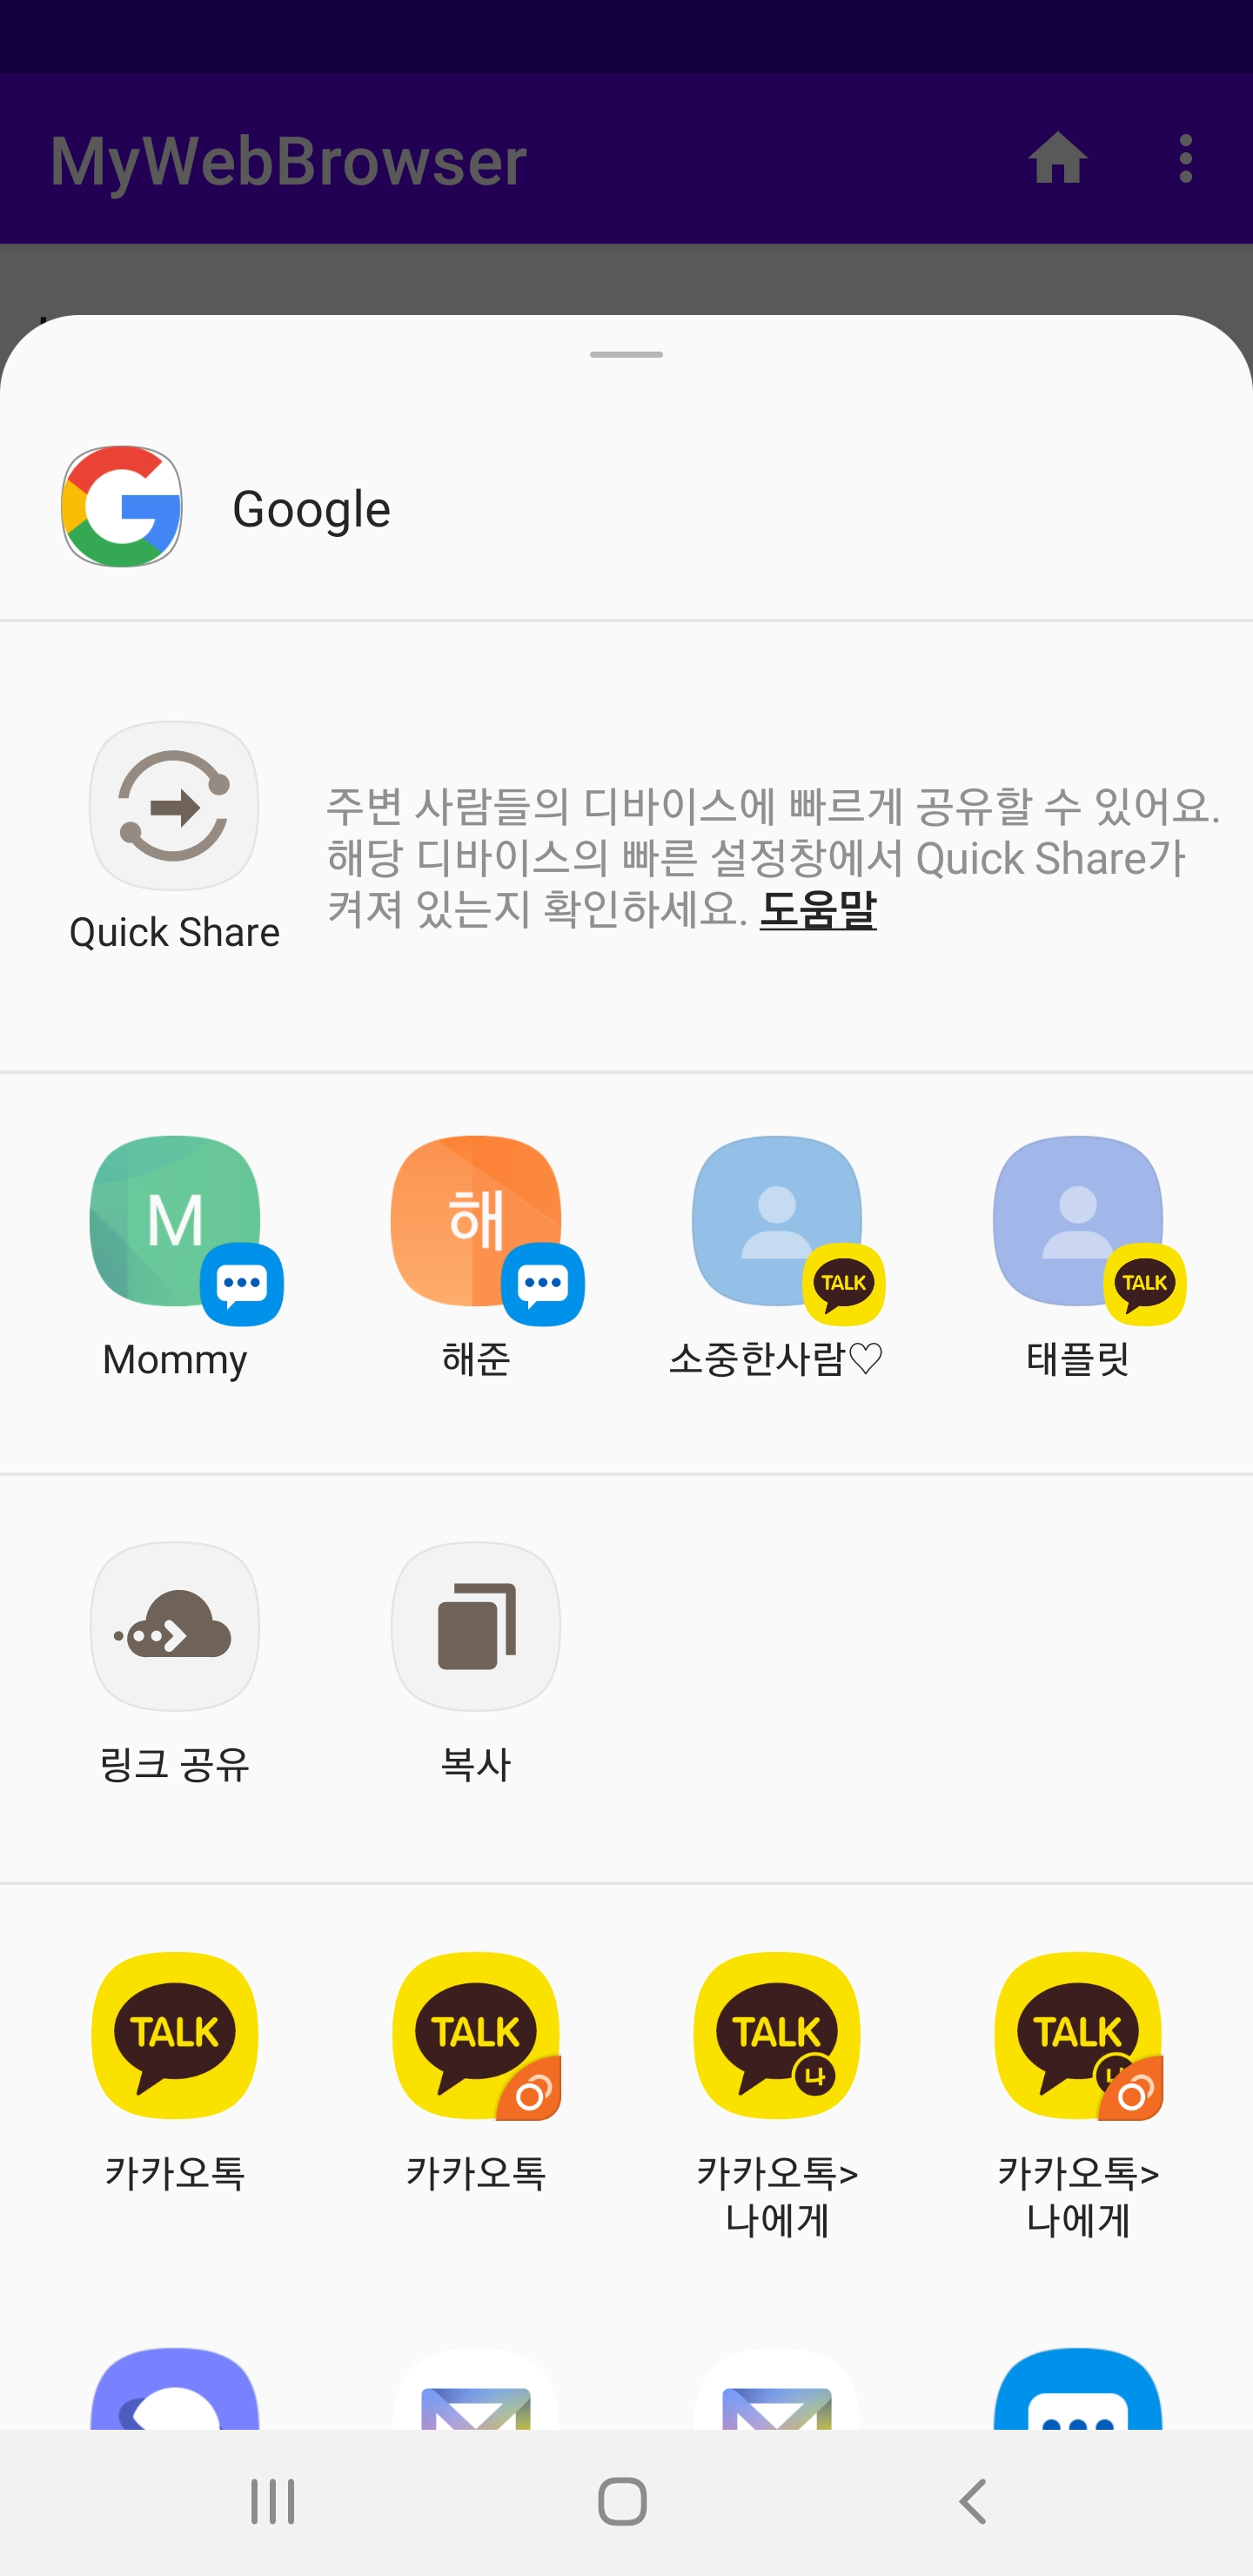 MyWebBrowser
Google
주변 사람들의 디바이스에 빠르게 공유할 수 있어요.
해당 디바이스의 빠른 설정창에서 Quick Share가
켜져 있는지 확인하세요. 도움말
Quick Share
M
해
TALK
TALK
Mommy
해준
소중한사람♡
태플릿
링크 공유
복사
TALK
TALK
TALK
나
TALK
카카오톡
카카오톡
카카오톡>
나에게
카카오톡>
나에게